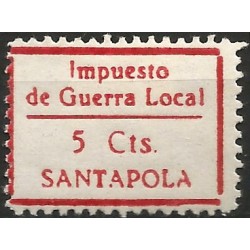 Impuesto
de Guerra Local
5 Cts.
SANTAPOLA